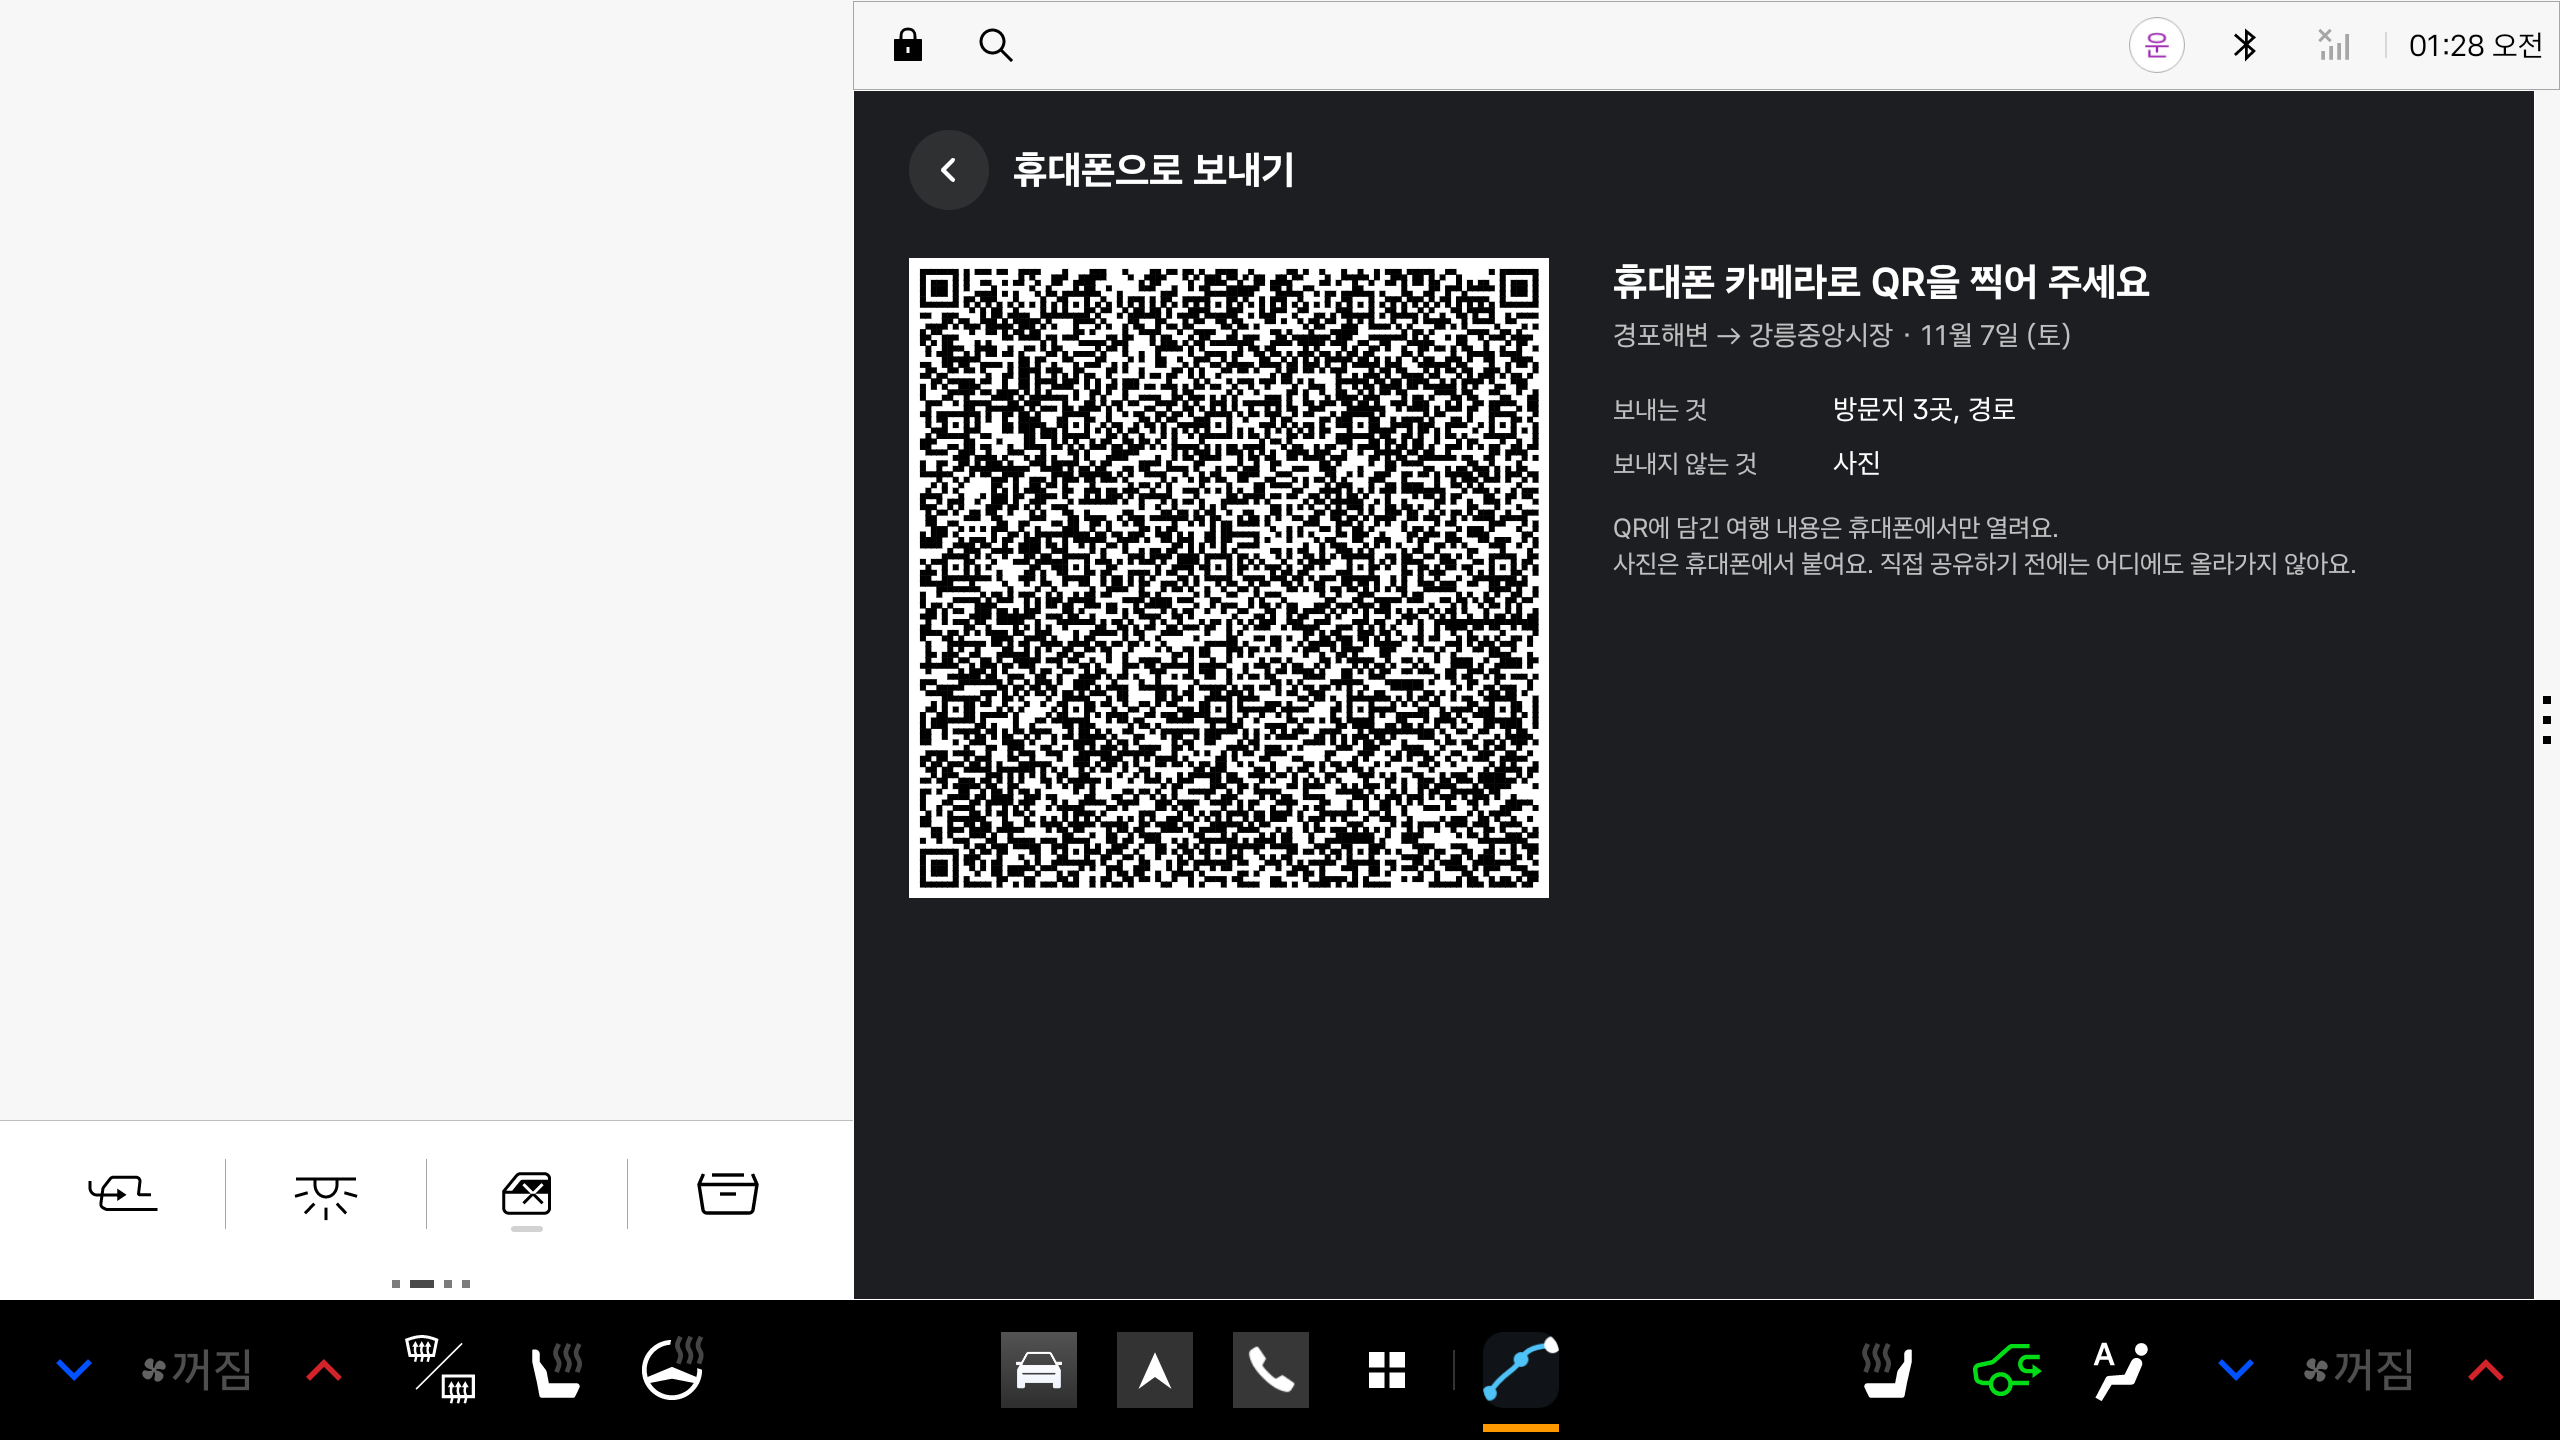 운
01:28 오전
휴대폰으로 보내기
휴대폰 카메라로 QR을 찍어 주세요
경포해변 → 강릉중앙시장 · 11월 7일 (토)
보내는 것 방문지 3곳, 경로
보내지 않는 것 사진
QR에 담긴 여행 내용은 휴대폰에서만 열려요.
사진은 휴대폰에서 붙여요. 직접 공유하기 전에는 어디에도 올라가지 않아요.
꺼짐
A
꺼짐